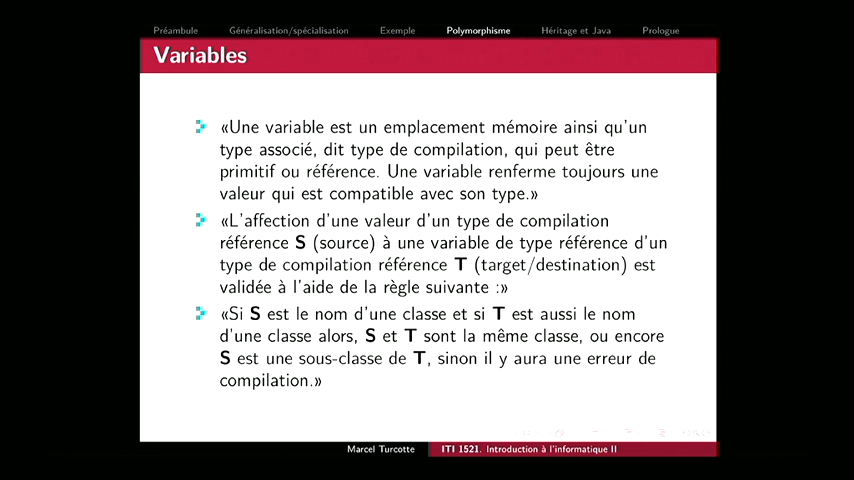 Préambule Généralisation/spécialisation Exemple Polymorphisme Héritage et Java Prologue
Variables
«Une variable est un emplacement mémoire ainsi qu'un
type associé, dit type de compilation, qui peut être
primitif ou référence. Une variable renferme toujours une
valeur qui est compatible avec son type.»
«L'affection d'une valeur d'un type de compilation
référence S (source) à une variable de type référence d'un
type de compilation référence T (target/destination) est
validée à l'aide de la règle suivante :»
«Si S est le nom d'une classe et si T est aussi le nom
d'une classe alors, S et T sont la même classe, ou encore
S est une sous-classe de T, sinon il y aura une erreur de
compilation.»
Marcel Turcotte ITI 1521. Introduction à l'informatique II